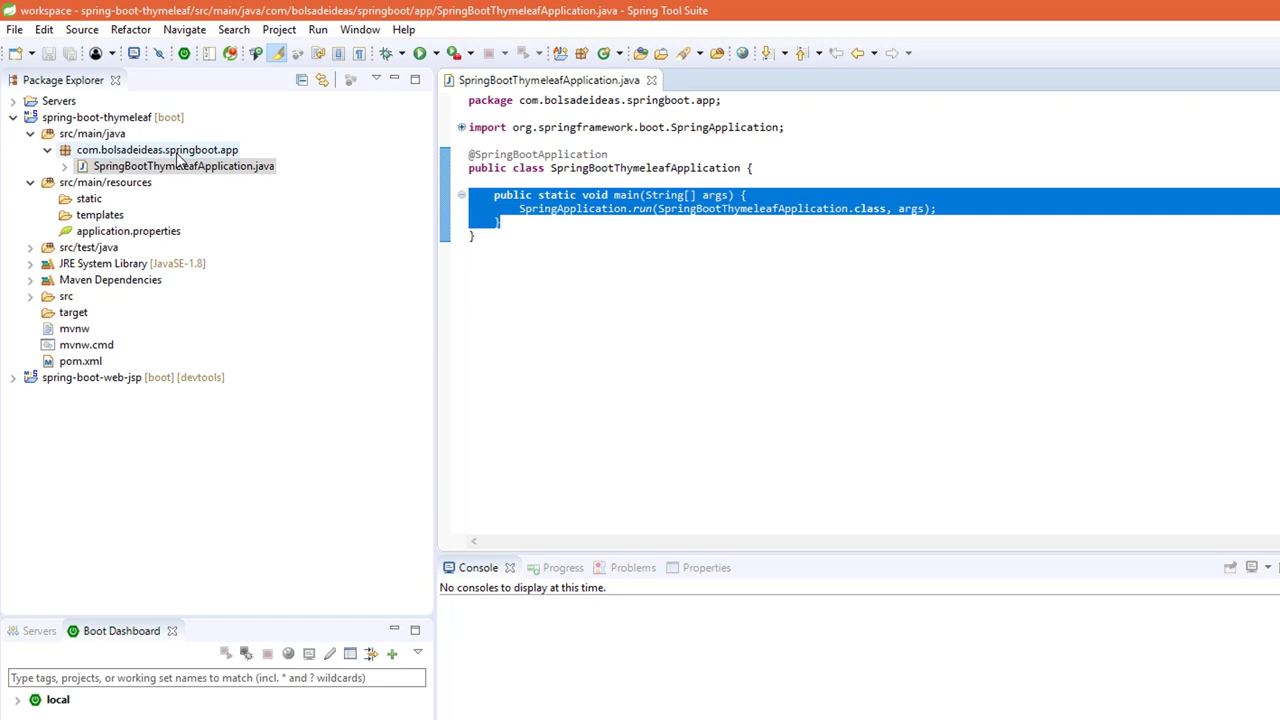 workspace - spring-boot-thymeleaf/src/main/java/com/bolsadeideas/springboot/app/SpringBootThymeleafApplication.java - Spring Tool Suite
File Edit Source Refactor Navigate Search Project Run Window Help
Package Explorer
Servers
spring-boot-thymeleaf [boot]
src/main/java
com.bolsadeideas.springboot.app
SpringBootThymeleafApplication.java
src/main/resources
static
templates
application.properties
src/test/java
JRE System Library [JavaSE-1.8]
Maven Dependencies
src
target
mvnw
mvnw.cmd
pom.xml
spring-boot-web-jsp [boot] [devtools]
SpringBootThymeleafApplication.java
package com.bolsadeideas.springboot.app;
import org.springframework.boot.SpringApplication;
@SpringBootApplication
public class SpringBootThymeleafApplication {
public static void main(String[] args) {
SpringApplication.run(SpringBootThymeleafApplication.class, args);
}
}
Console Progress Problems Properties
No consoles to display at this time.
Servers Boot Dashboard
Type tags, projects, or working set names to match (incl. * and ? wildcards)
local